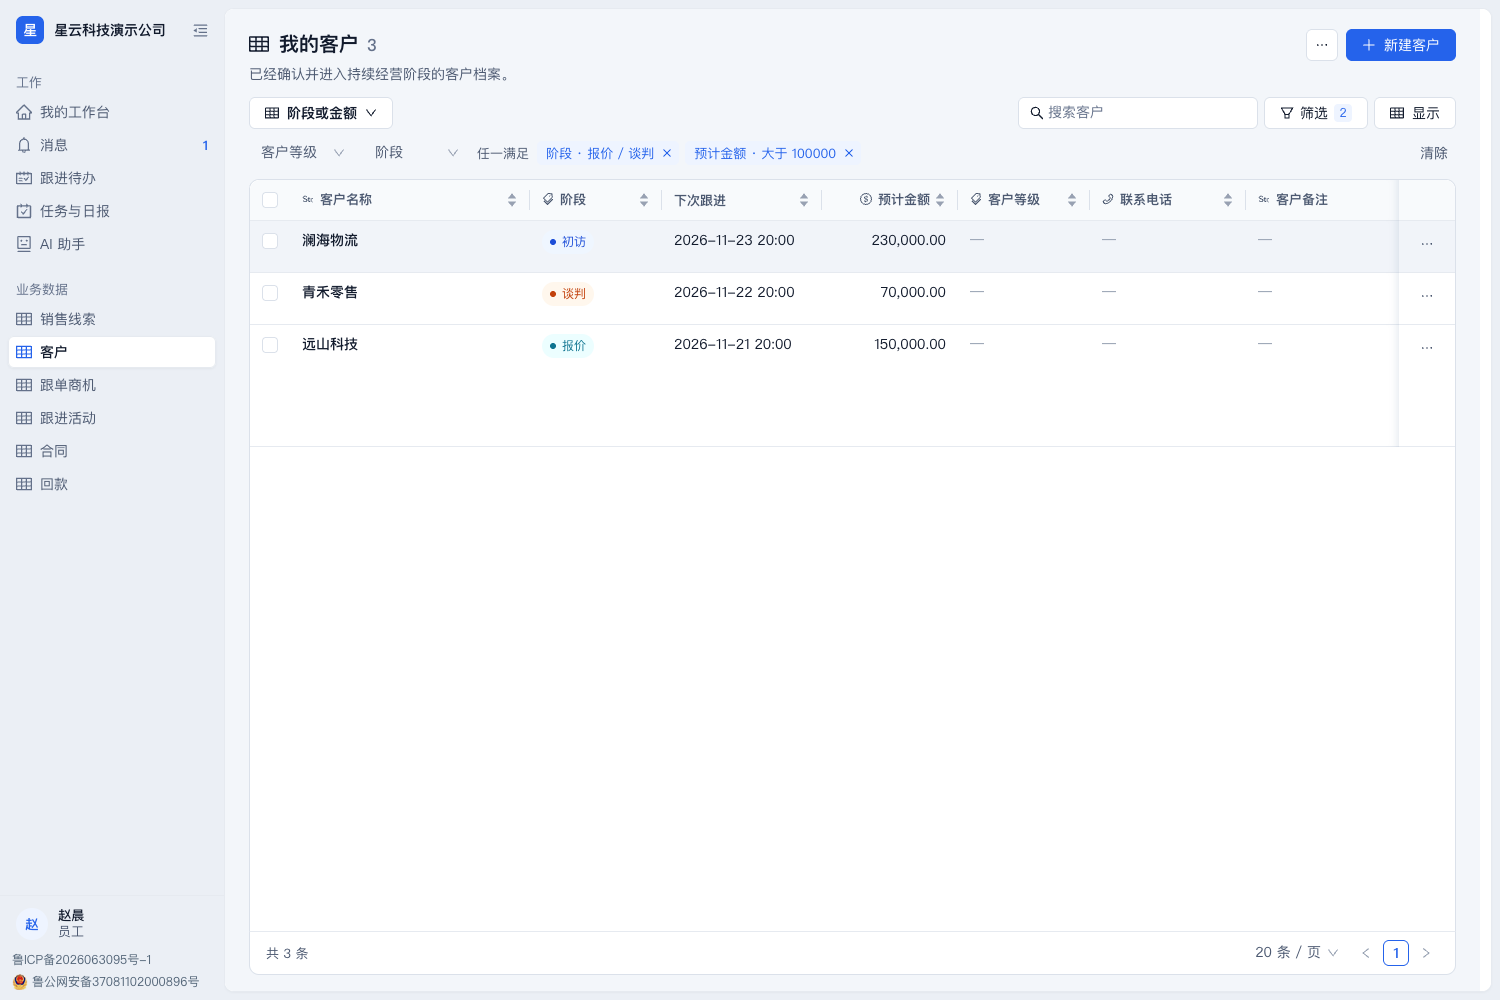 星 星云科技演示公司
工作
我的工作台
消息 1
跟进待办
任务与日报
AI 助手
业务数据
销售线索
客户
跟单商机
跟进活动
合同
回款
赵 赵晨
员工
鲁ICP备2026063095号-1
鲁公网安备37081102000896号
我的客户 3
··· 新建客户
已经确认并进入持续经营阶段的客户档案。
阶段或金额 搜索客户 筛选 2 显示
客户等级 阶段 任一满足 阶段 · 报价 / 谈判 × 预计金额 · 大于 100000 × 清除
Str 客户名称 阶段 下次跟进 预计金额 客户等级 联系电话 Str 客户备注
澜海物流 初访 2026-11-23 20:00 230,000.00 — — — ...
青禾零售 谈判 2026-11-22 20:00 70,000.00 — — — ...
远山科技 报价 2026-11-21 20:00 150,000.00 — — — ...
共 3 条 20 条 / 页 < 1 >